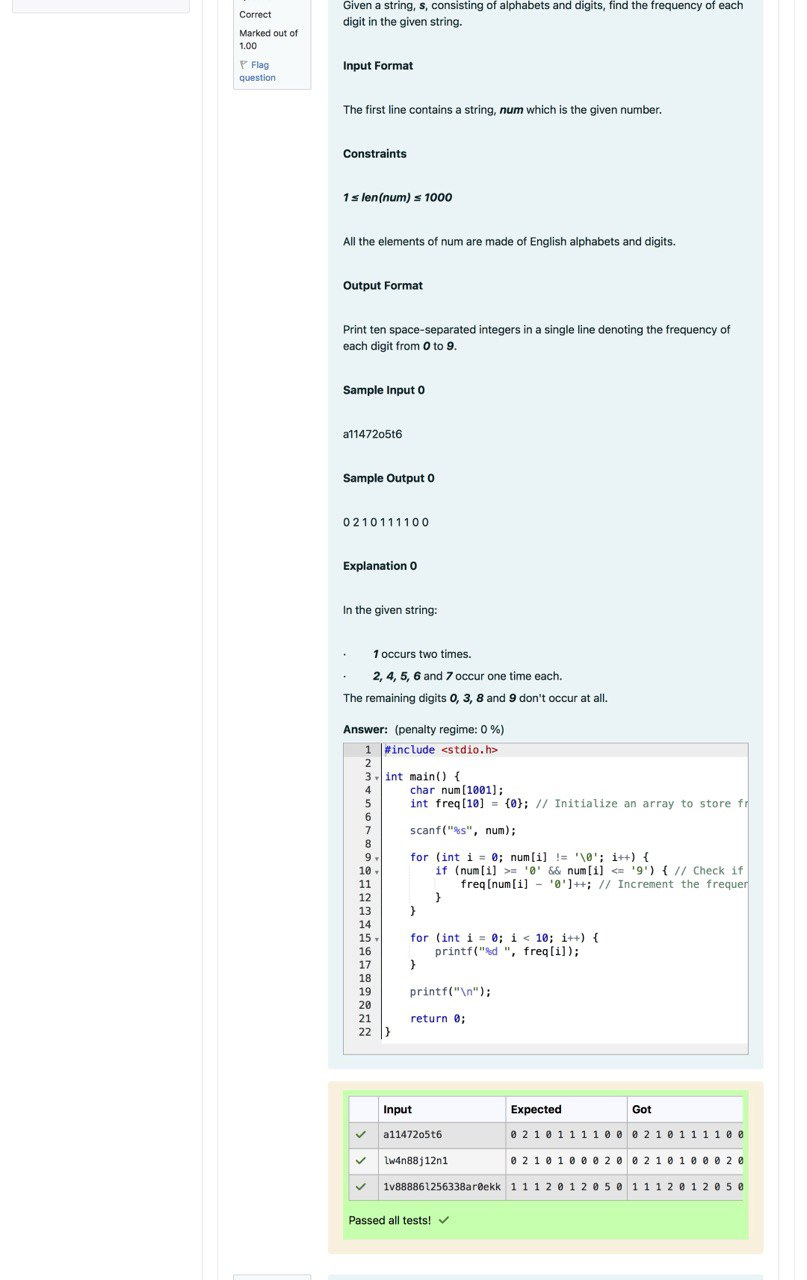 Correct
Marked out of
1.00
Flag
question
Given a string, s, consisting of alphabets and digits, find the frequency of each
digit in the given string.
Input Format
The first line contains a string, num which is the given number.
Constraints
1 ≤ len(num) ≤ 1000
All the elements of num are made of English alphabets and digits.
Output Format
Print ten space-separated integers in a single line denoting the frequency of
each digit from 0 to 9.
Sample Input 0
a11472o5t6
Sample Output 0
0 2 1 0 1 1 1 1 0 0
Explanation 0
In the given string:
· 1 occurs two times.
· 2, 4, 5, 6 and 7 occur one time each.
The remaining digits 0, 3, 8 and 9 don't occur at all.
Answer: (penalty regime: 0 %)
1 #include <stdio.h>
2
3 int main() {
4 char num[1001];
5 int freq[10] = {0}; // Initialize an array to store fr
6
7 scanf("%s", num);
8
9 for (int i = 0; num[i] != '\0'; i++) {
10 if (num[i] >= '0' && num[i] <= '9') { // Check if
11 freq[num[i] - '0']++; // Increment the frequen
12 }
13 }
14
15 for (int i = 0; i < 10; i++) {
16 printf("%d ", freq[i]);
17 }
18
19 printf("\n");
20
21 return 0;
22 }
Input Expected Got
a11472o5t6 0 2 1 0 1 1 1 1 0 0 0 2 1 0 1 1 1 1 0 0
lw4n88j12n1 0 2 1 0 1 0 0 0 2 0 0 2 1 0 1 0 0 0 2 0
1v88886l256338ar0ekk 1 1 1 2 0 1 2 0 5 0 1 1 1 2 0 1 2 0 5 0
Passed all tests!